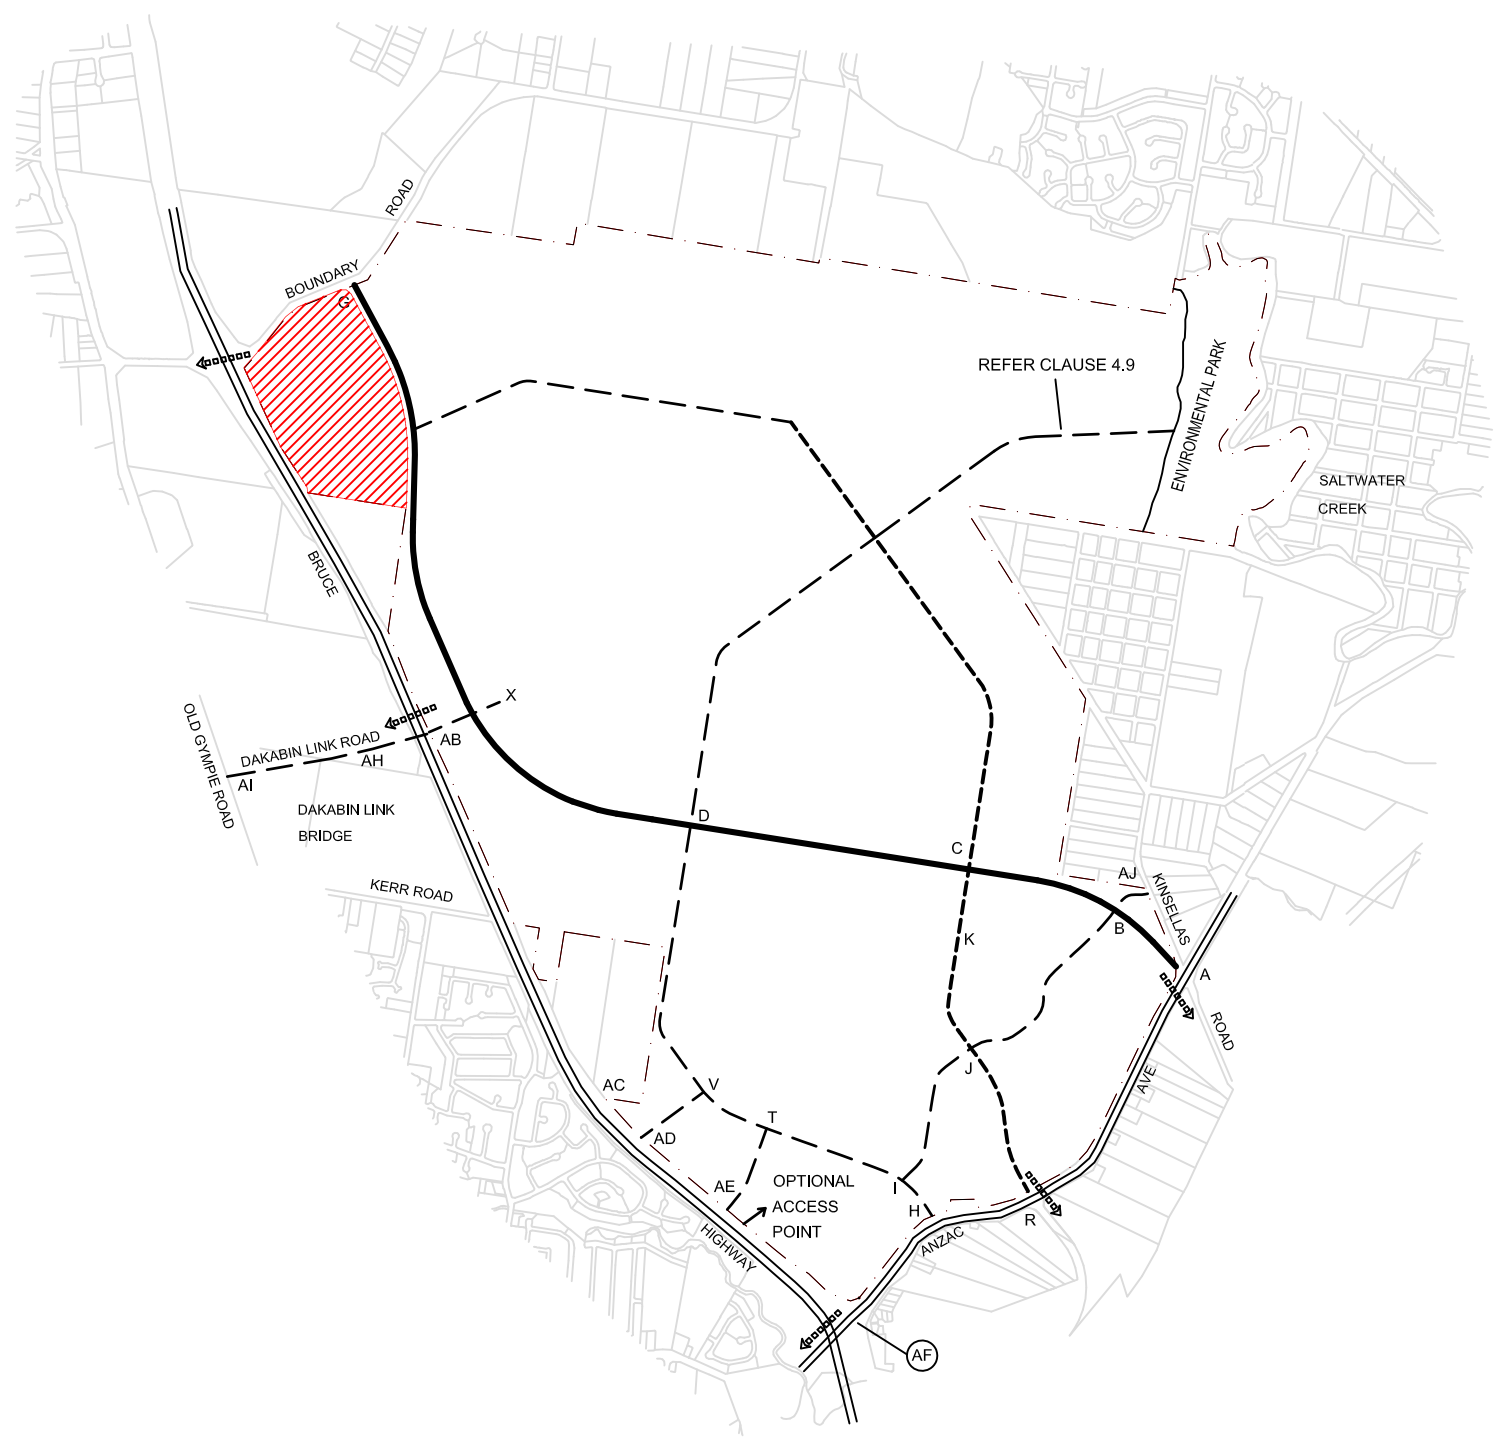 ROAD
BOUNDARY
G
REFER CLAUSE 4.9
ENVIRONMENTAL PARK
SALTWATER
CREEK
BRUCE
X
OLD GYMPIE ROAD
DAKABIN LINK ROAD
AB
AH
AI
DAKABIN LINK
BRIDGE
D
C
KERR ROAD
AJ
KINSELLAS
B
K
A
ROAD
J
AVE
AC
V
T
AD
AE
OPTIONAL
ACCESS
POINT
I
H
R
ANZAC
HIGHWAY
AF